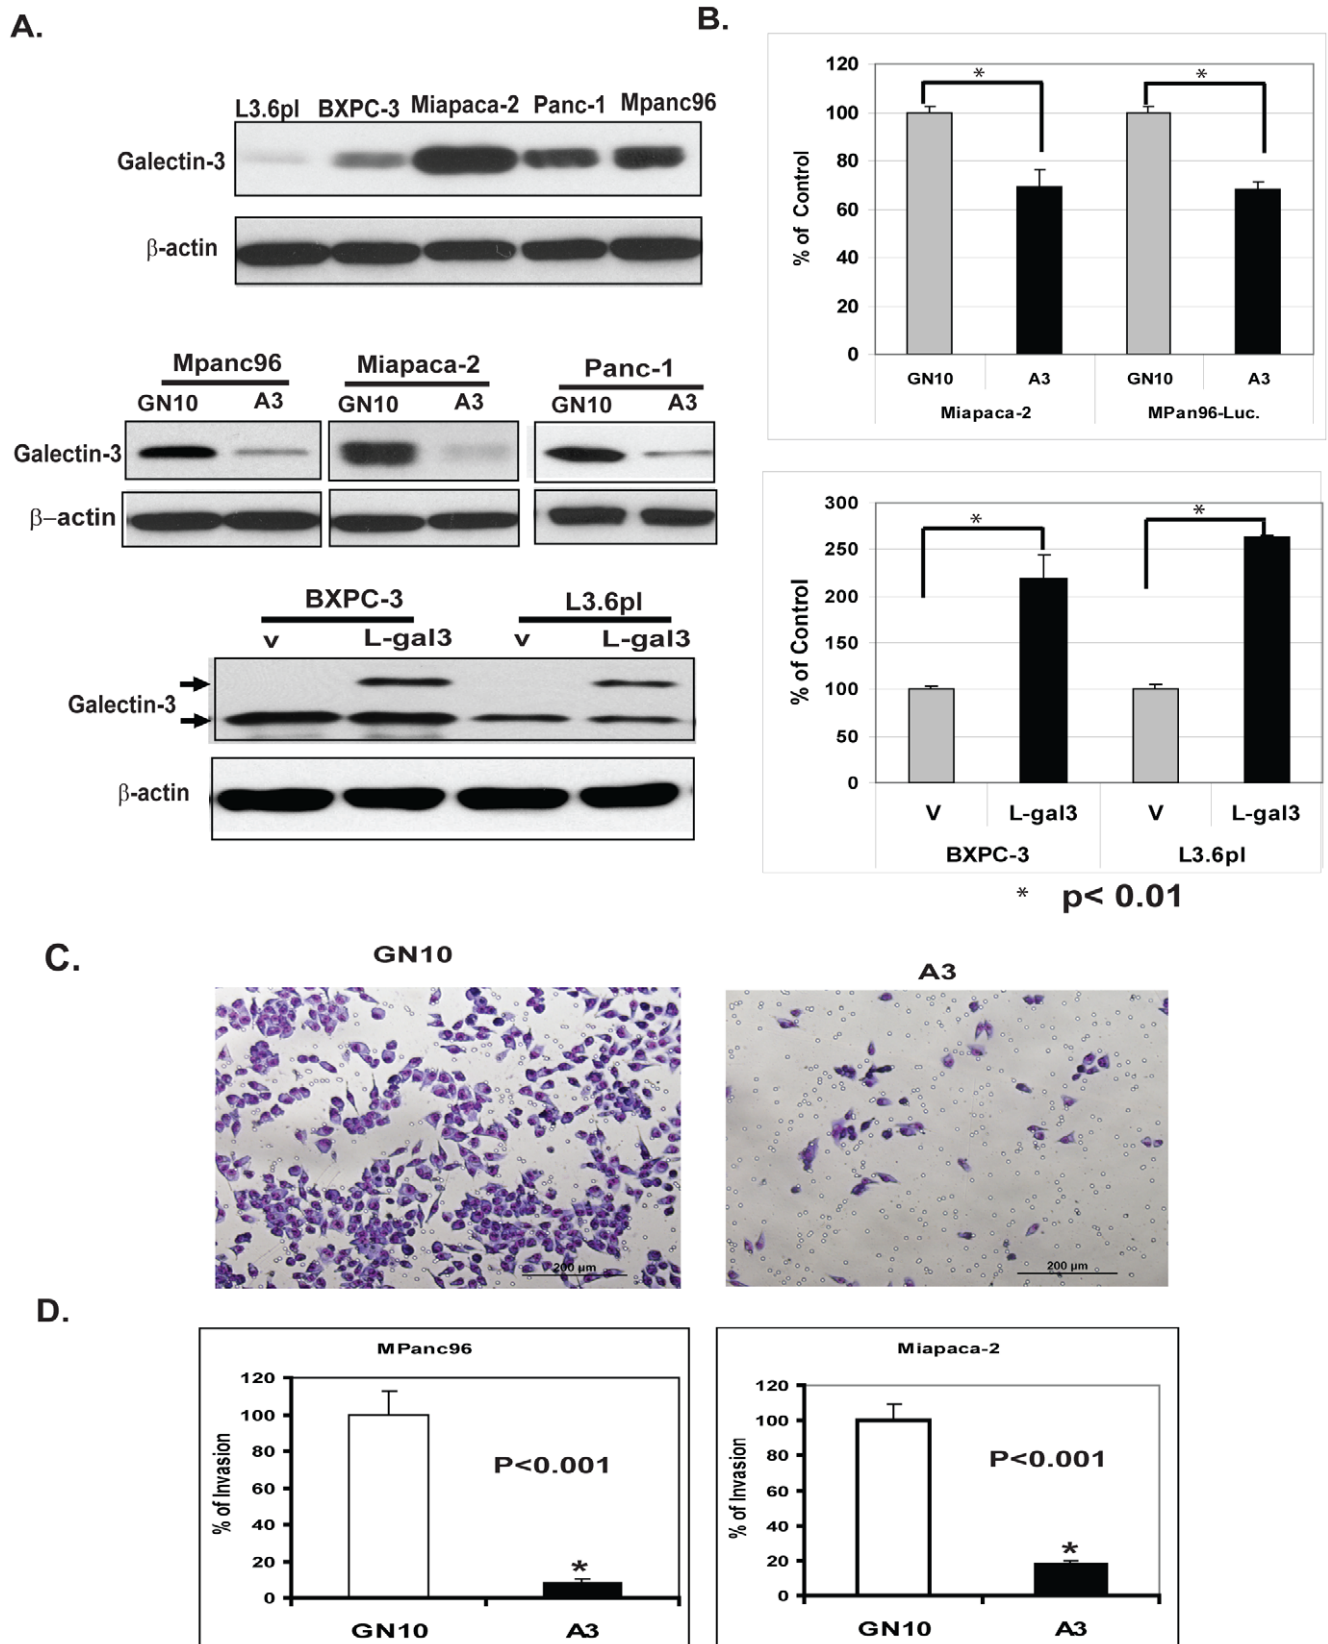 A.
L3.6pl BXPC-3 Miapaca-2 Panc-1 Mpanc96
Galectin-3
β-actin
Mpanc96 Miapaca-2 Panc-1
GN10 A3 GN10 A3 GN10 A3
Galectin-3
β-actin
BXPC-3 L3.6pl
v L-gal3 v L-gal3
Galectin-3
β-actin
B.
120
100
80
60
40
20
0
% of Control
*
*
GN10 A3 GN10 A3
Miapaca-2 MPan96-Luc.
300
250
200
150
100
50
0
% of Control
*
*
V L-gal3 V L-gal3
BXPC-3 L3.6pl
* p< 0.01
C.
GN10
A3
200 µm
200 µm
D.
MPanc96
120
100
80
60
40
20
0
% of Invasion
P<0.001
*
GN10 A3
Miapaca-2
120
100
80
60
40
20
0
% of Invasion
P<0.001
*
GN10 A3